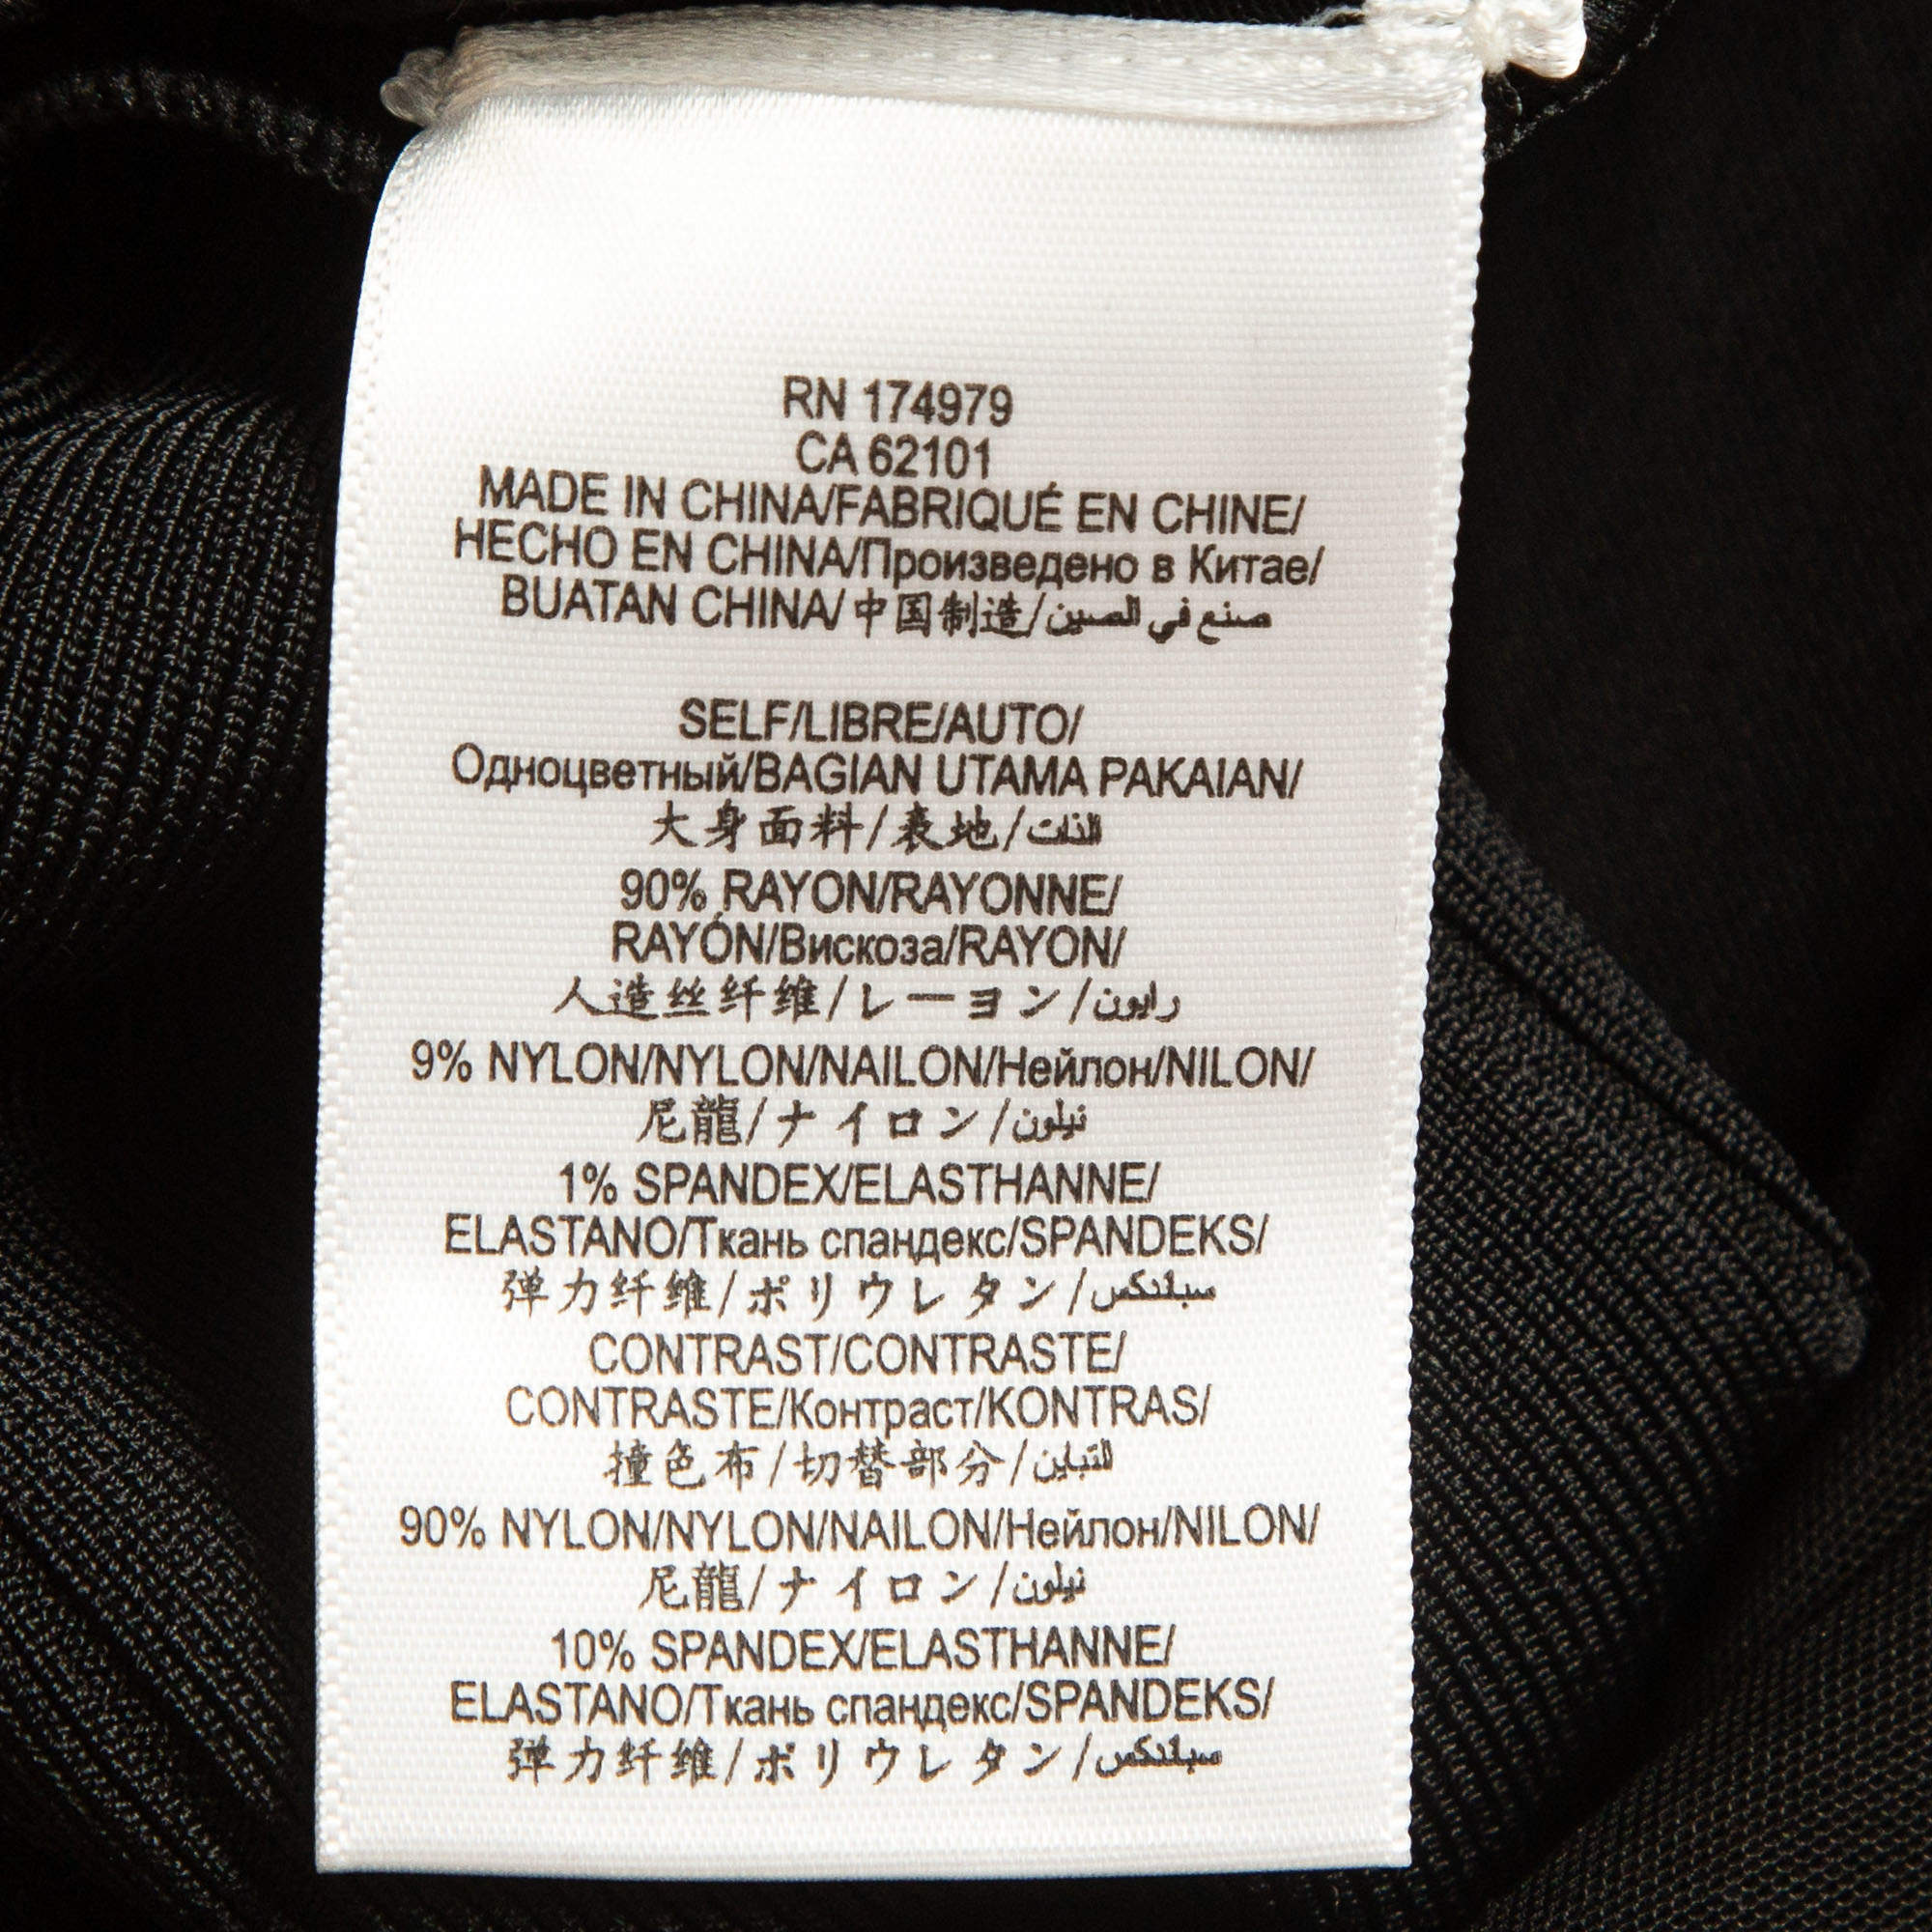 RN 174979
CA 62101
MADE IN CHINA/FABRIQUÉ EN CHINE/
HECHO EN CHINA/Произведено в Китае/
BUATAN CHINA/中国制造/صنع في الصين
SELF/LIBRE/AUTO/
Одноцветный/BAGIAN UTAMA PAKAIAN/
大身面料/表地/الذات
90% RAYON/RAYONNE/
RAYÓN/Вискоза/RAYON/
人造丝纤维/レーヨン/رايون
9% NYLON/NYLON/NAILON/Нейлон/NILON/
尼龍/ナイロン/نيلون
1% SPANDEX/ELASTHANNE/
ELASTANO/Ткань спандекс/SPANDEKS/
弹力纤维/ポリウレタン/سباندكس
CONTRAST/CONTRASTE/
CONTRASTE/Контраст/KONTRAS/
撞色布/切替部分/التباين
90% NYLON/NYLON/NAILON/Нейлон/NILON/
尼龍/ナイロン/نيلون
10% SPANDEX/ELASTHANNE/
ELASTANO/Ткань спандекс/SPANDEKS/
弹力纤维/ポリウレタン/سباندكس